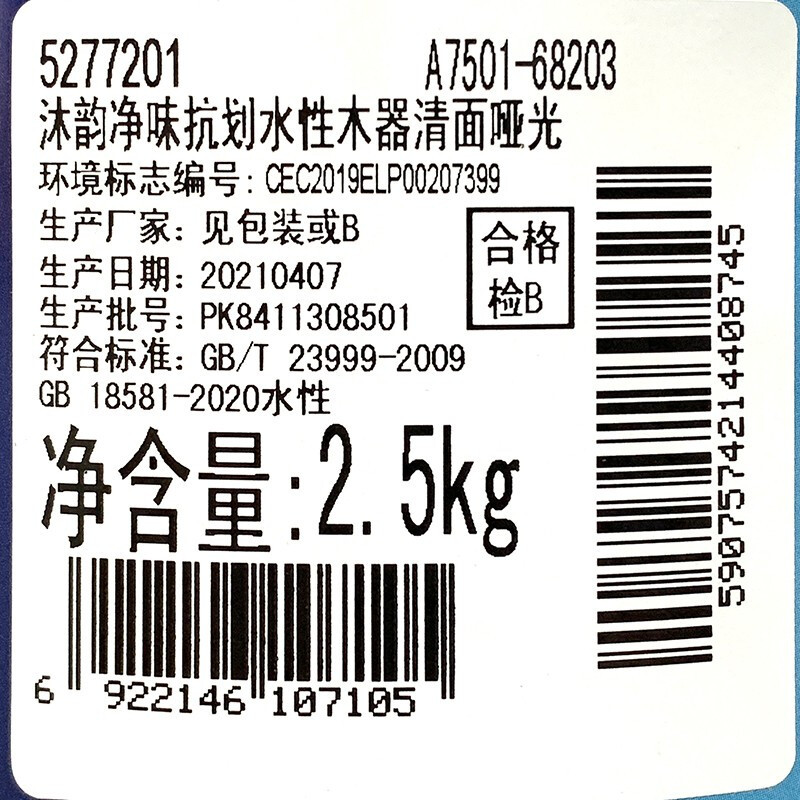 5277201 A7501-68203
沐韵净味抗划水性木器清面哑光
环境标志编号: CEC2019ELP00207399
生产厂家: 见包装或B
生产日期: 20210407
生产批号: PK8411308501
符合标准: GB/T 23999-2009
GB 18581-2020水性
合格
检B
净含量:2.5kg
6 922146 107105
5907574214408745